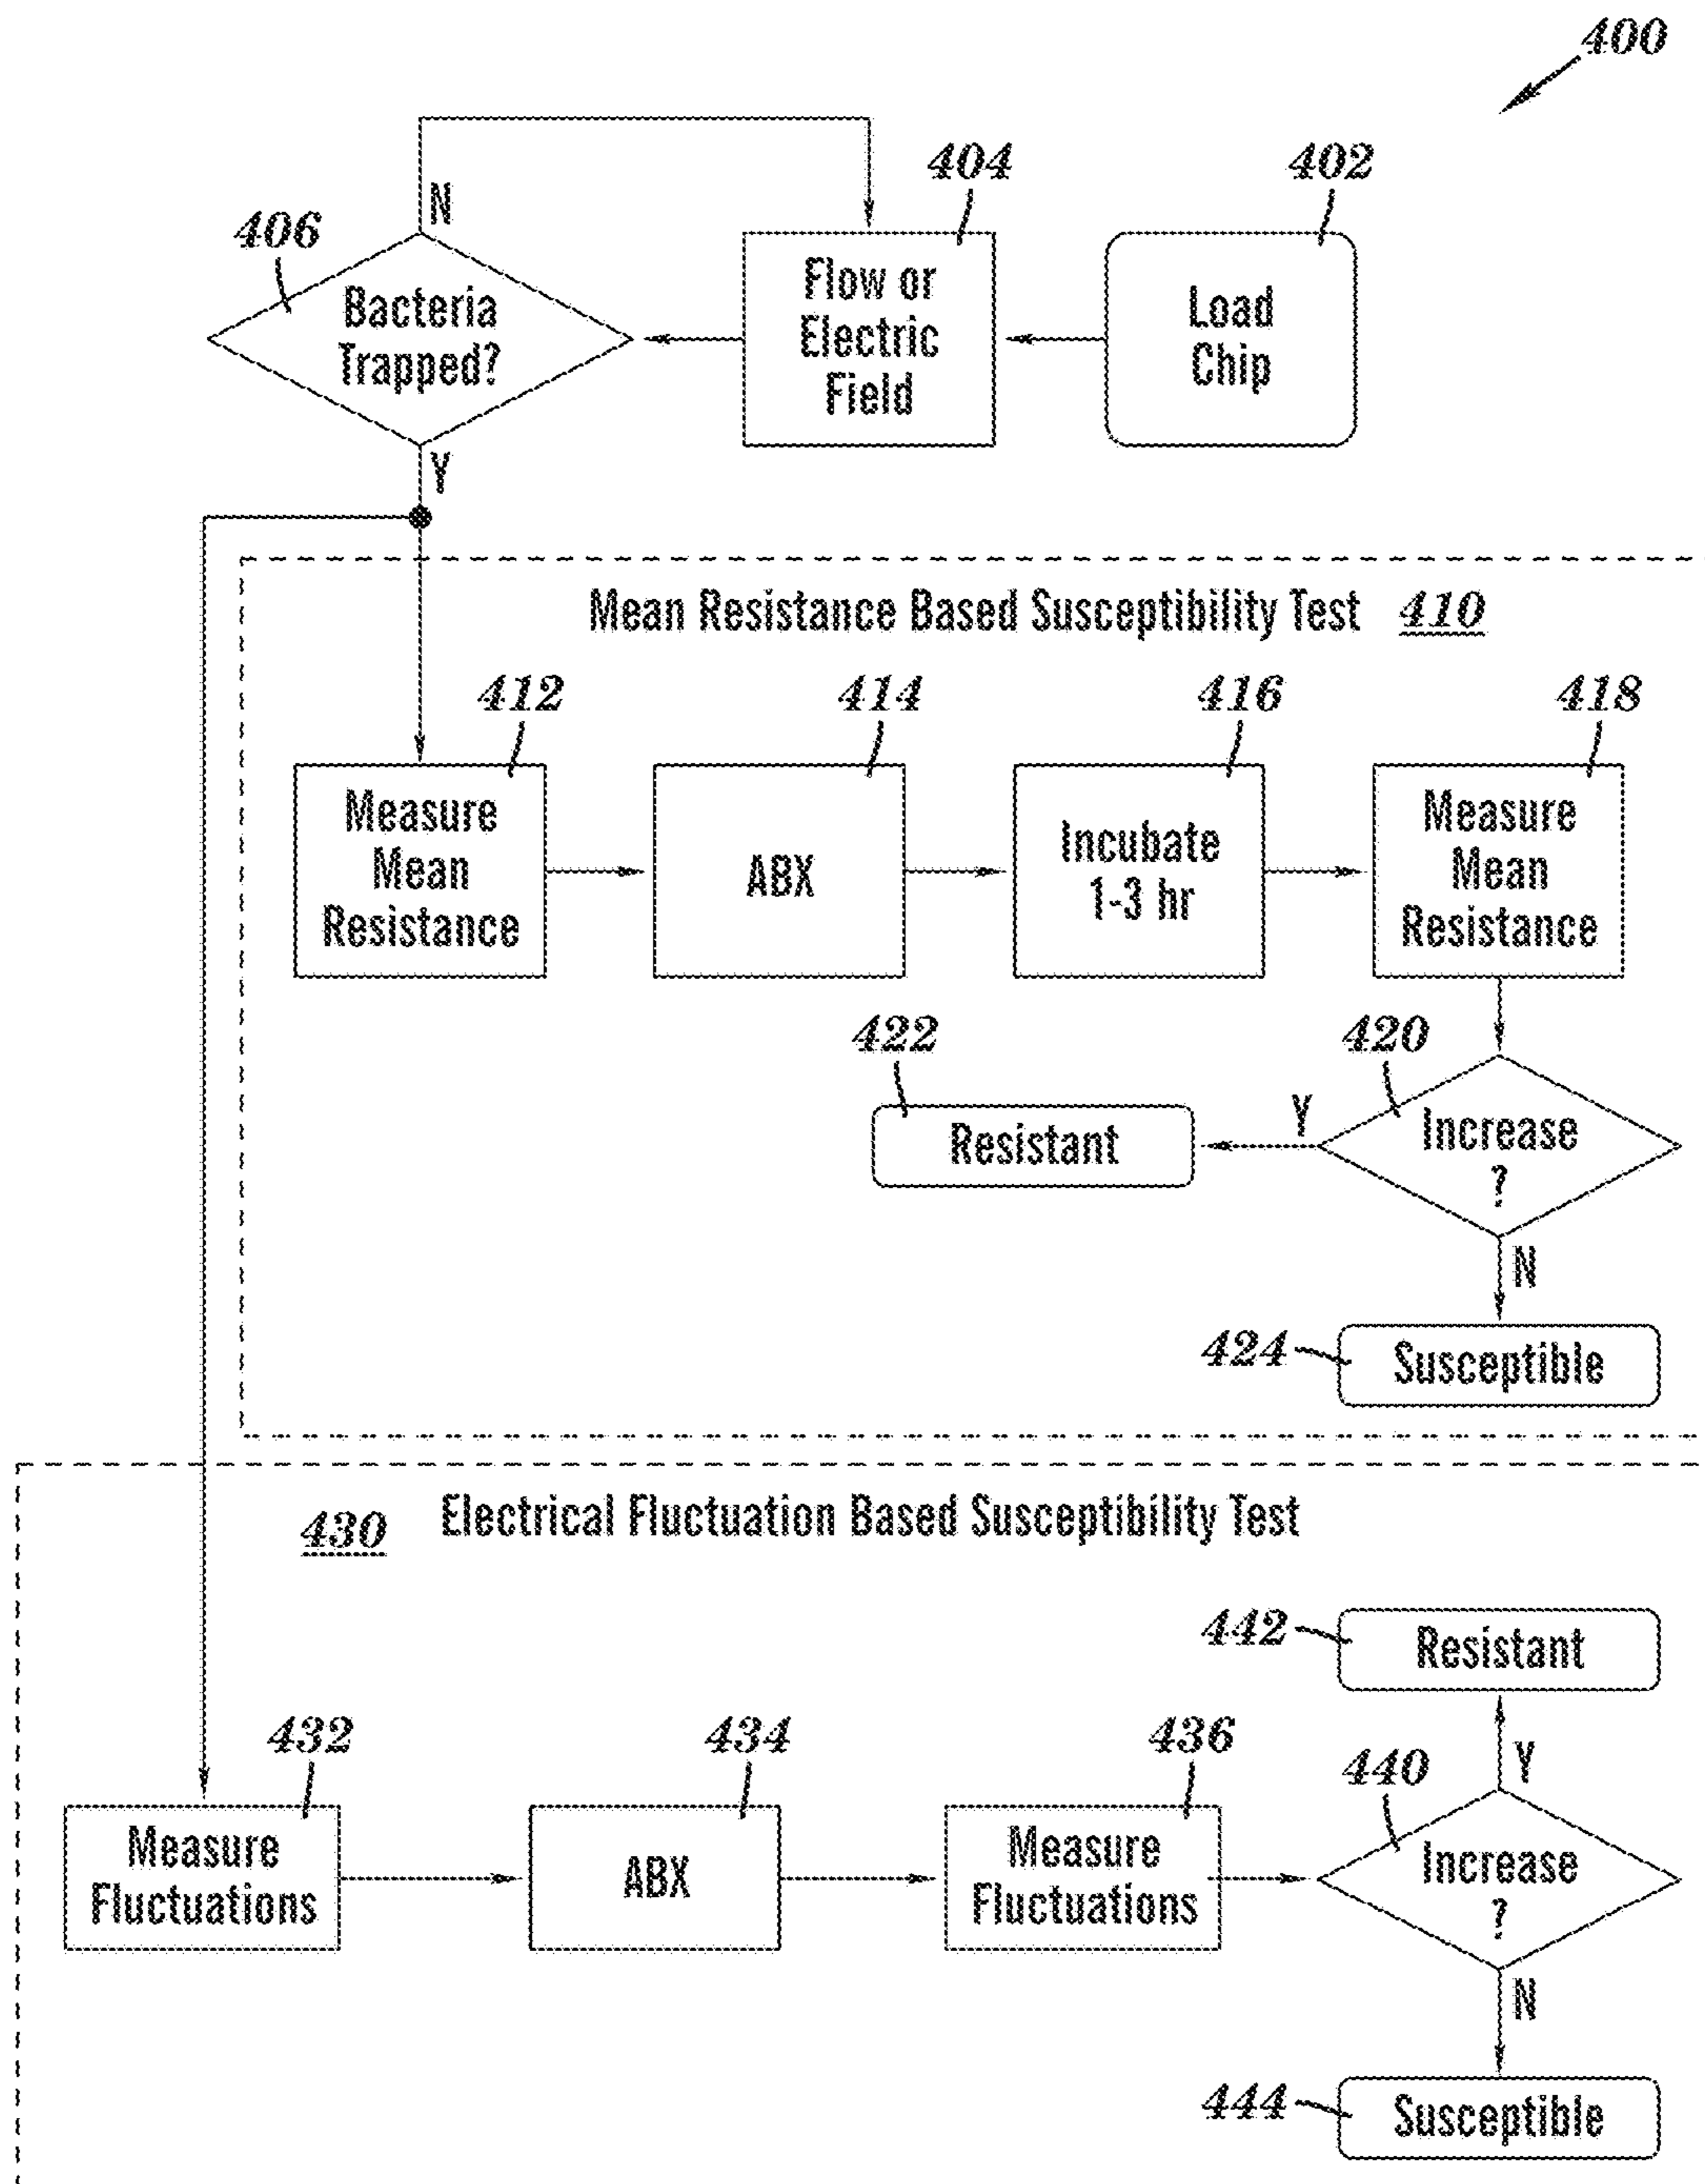 400
404
402
N
406
Bacteria
Trapped?
Flow or
Electric
Field
Load
Chip
Y
Mean Resistance Based Susceptibility Test 410
412
414
416
418
Measure
Mean
Resistance
ABX
Incubate
1-3 hr
Measure
Mean
Resistance
422
420
Resistant
Y
Increase
?
N
424
Susceptible
430 Electrical Fluctuation Based Susceptibility Test
442
Resistant
432
434
436
440
Y
Measure
Fluctuations
ABX
Measure
Fluctuations
Increase
?
N
444
Susceptible